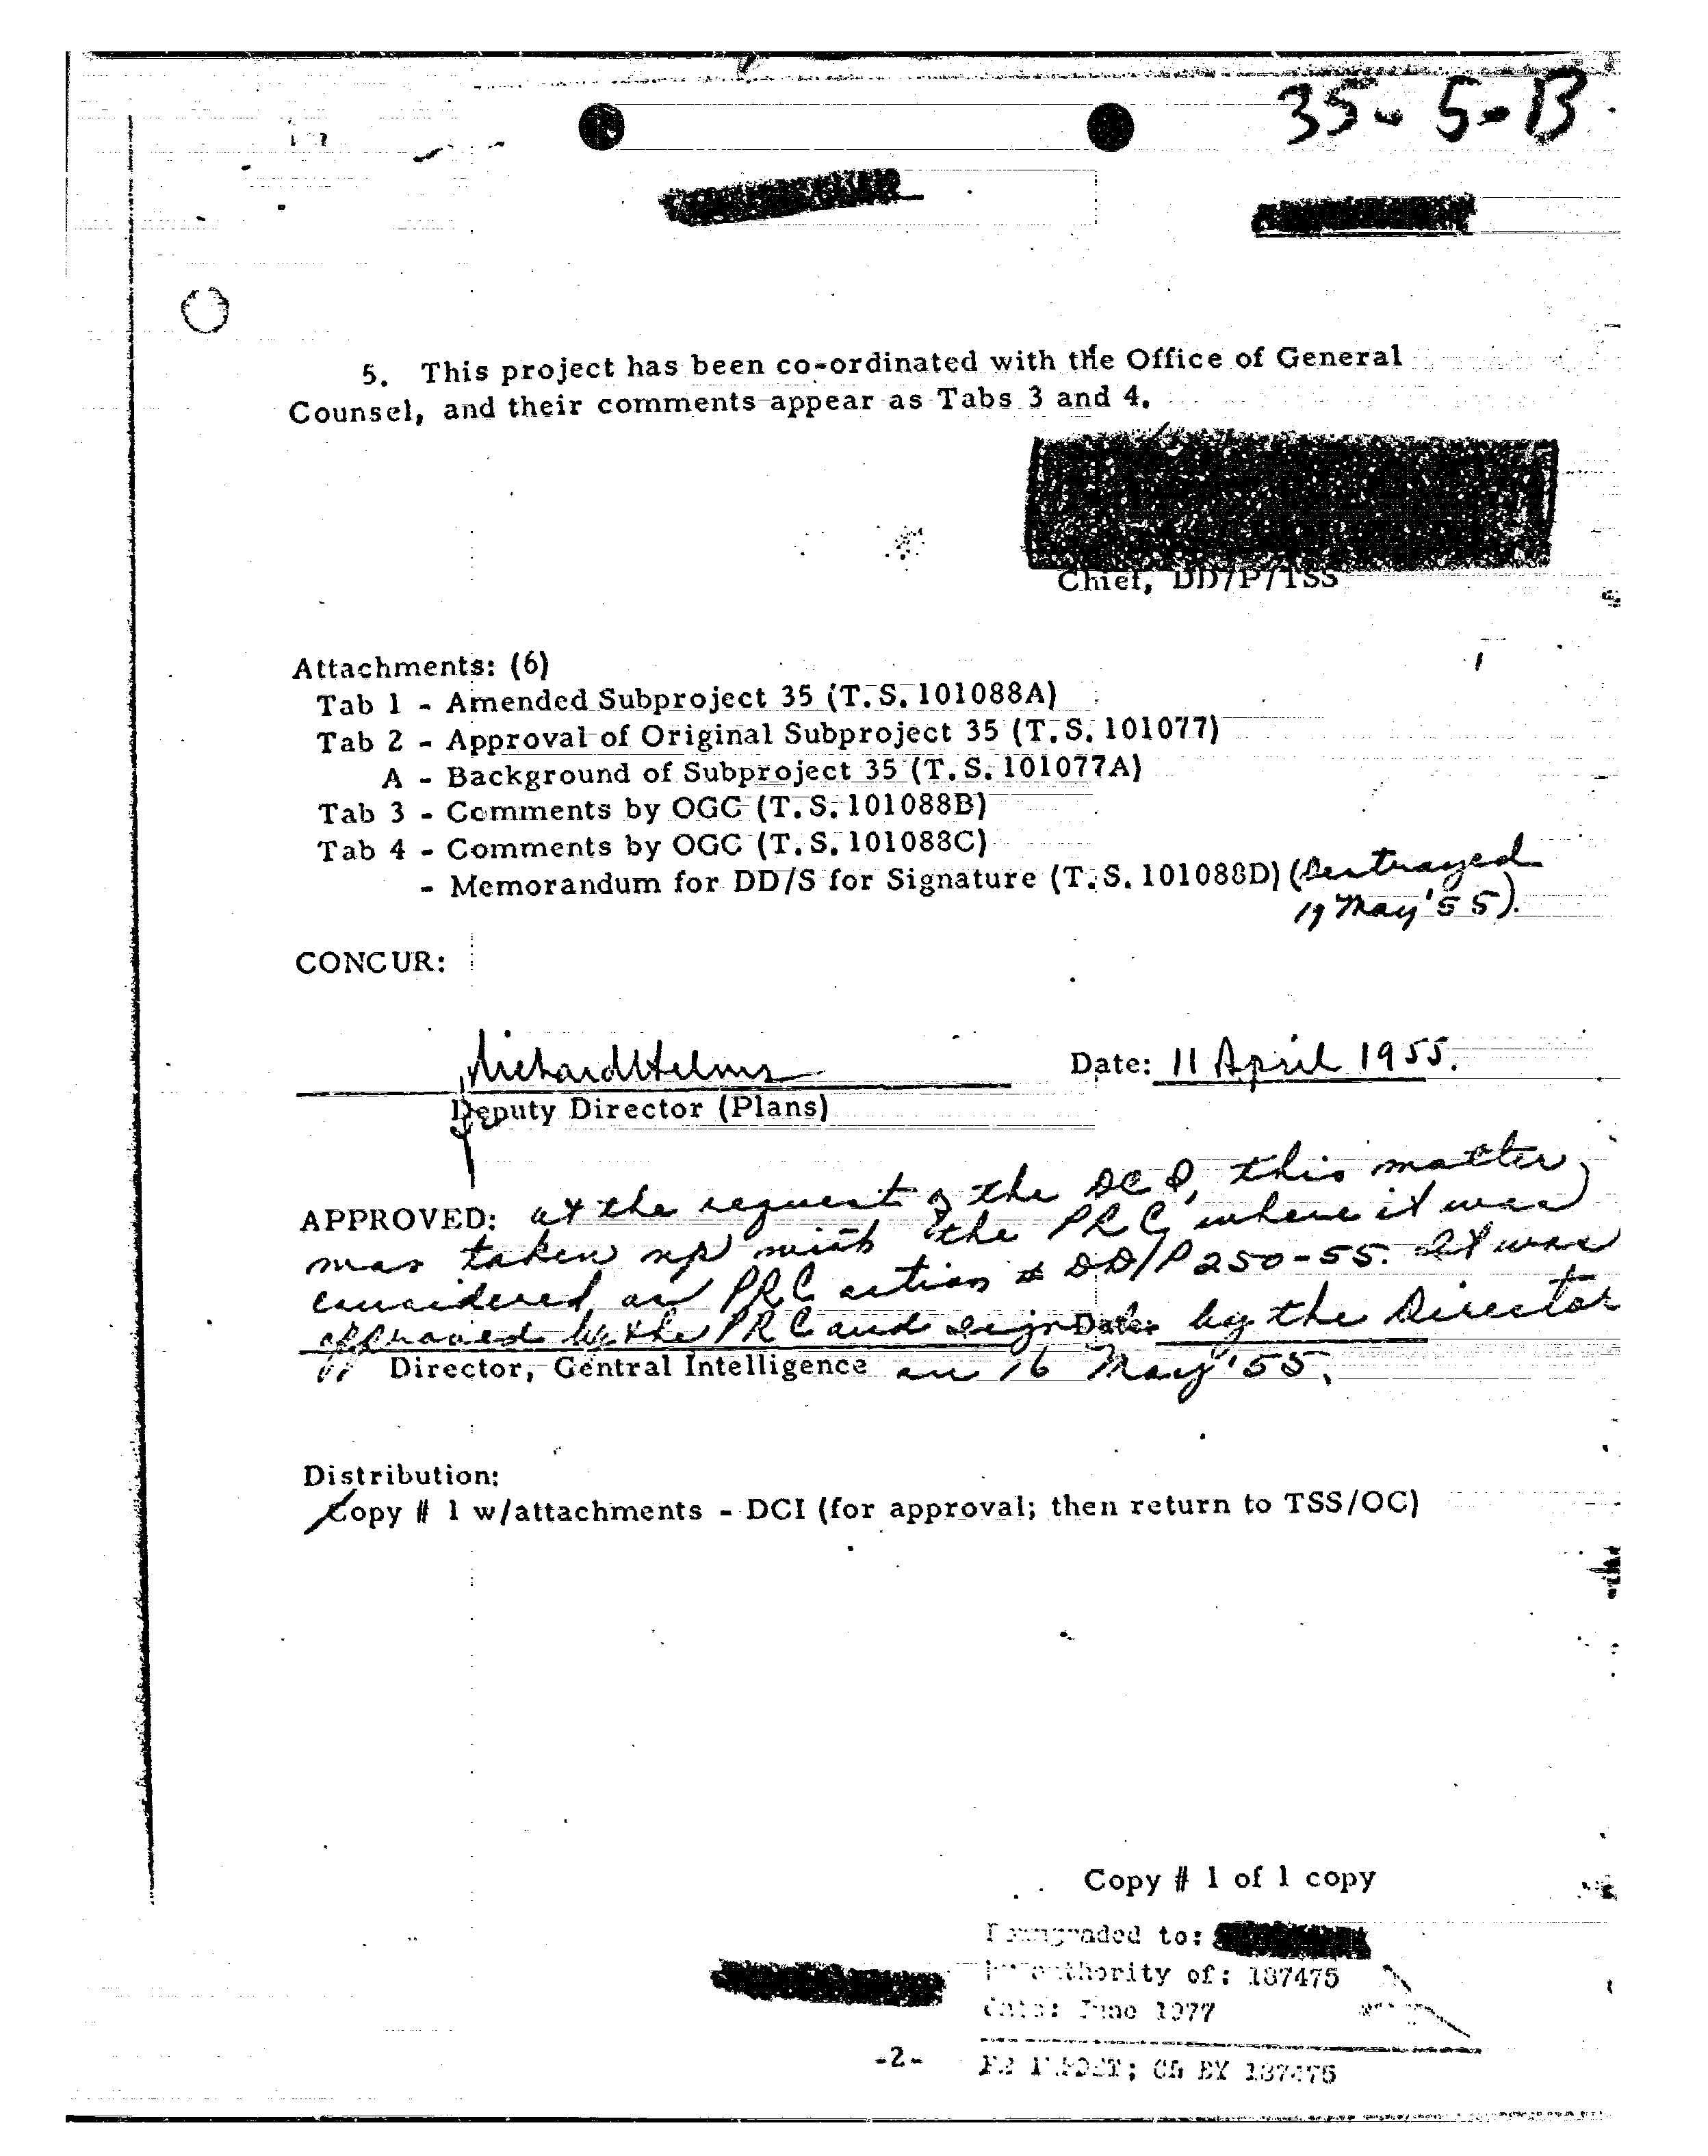 35-5-B
5. This project has been co-ordinated with the Office of General
Counsel, and their comments appear as Tabs 3 and 4.
Chief, DD/P/TSS
Attachments: (6)
Tab 1 - Amended Subproject 35 (T.S. 101088A)
Tab 2 - Approval of Original Subproject 35 (T.S. 101077)
A - Background of Subproject 35 (T.S. 101077A)
Tab 3 - Comments by OGC (T.S. 101088B)
Tab 4 - Comments by OGC (T.S. 101088C)
- Memorandum for DD/S for Signature (T.S. 101088D) (Destroyed
19 May '55).
CONCUR:
Richard Helms Date: 11 April 1955.
Deputy Director (Plans)
APPROVED: at the request of the DCI, this matter
was taken up with the PRC where it was
considered as PRC action # DD/P 250-55. It was
approved by the PRC and signed Date: by the Director
Director, Central Intelligence on 16 May '55.
Distribution:
Copy # 1 w/attachments - DCI (for approval; then return to TSS/OC)
Copy # 1 of 1 copy
Downgraded to:
by authority of: 187475
date: June 1977
-2- E2 IMPDET; CL BY 187475